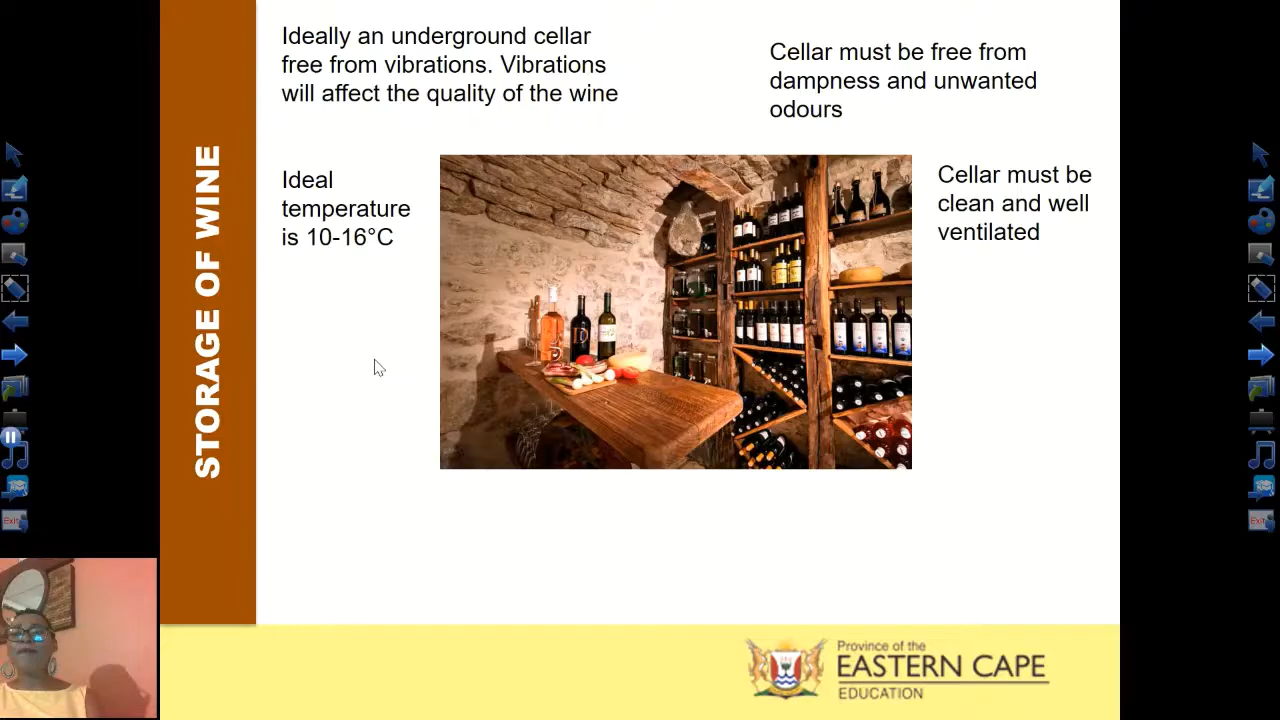 STORAGE OF WINE
Ideally an underground cellar
free from vibrations. Vibrations
will affect the quality of the wine
Cellar must be free from
dampness and unwanted
odours
Ideal
temperature
is 10-16°C
Cellar must be
clean and well
ventilated
Province of the
EASTERN CAPE
EDUCATION
Exit
Exit